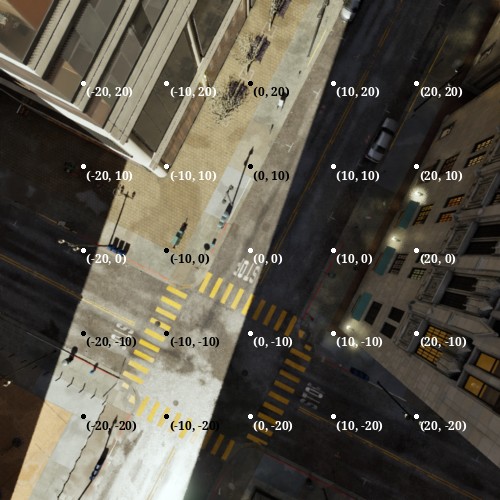 (-20, 20) (-10, 20) (0, 20) (10, 20) (20, 20)
(-20, 10) (-10, 10) (0, 10) (10, 10) (20, 10)
(-20, 0) (-10, 0) (0, 0) (10, 0) (20, 0)
STOP
(-20, -10) (-10, -10) (0, -10) (10, -10) (20, -10)
STOP
(-20, -20) (-10, -20) (0, -20) (10, -20) (20, -20)